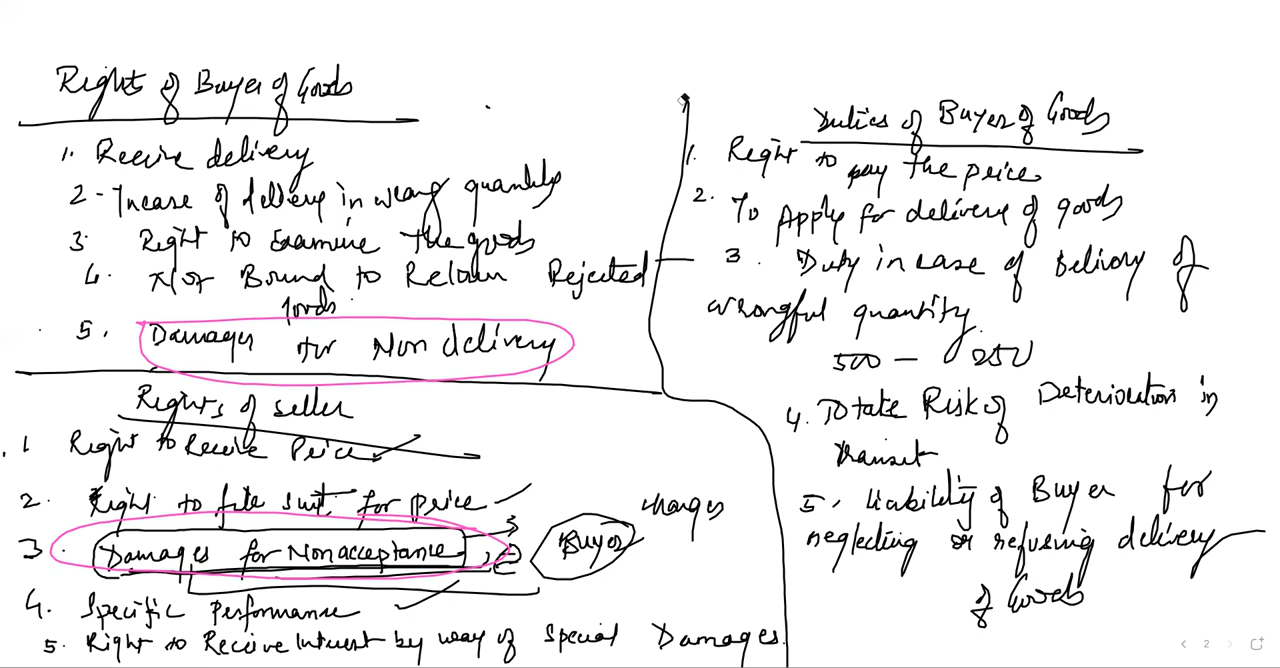 Right of Buyer of Goods
1. Receive delivery
2- Incase of delivery in wrong quantity
3. Right to Examine the goods
4. Not Bound to Retain Rejected
goods
5. Damages for Non delivery
Rights of seller
1 Right to Receive Price
2. Right to file suit for price
3. Damages for Nonacceptance
Buyer
charges
4. Specific Performance
5. Right to Receive Interest by way of Special Damages.
Duties of Buyer of Goods
1. Right to pay the price
2. To Apply for delivery of goods
3. Duty in case of Delivery of
wrongful quantity.
500 - 250
4. To take Risk of Deterioration in
transit
5. Liability of Buyer for
neglecting or refusing delivery
of Goods
2